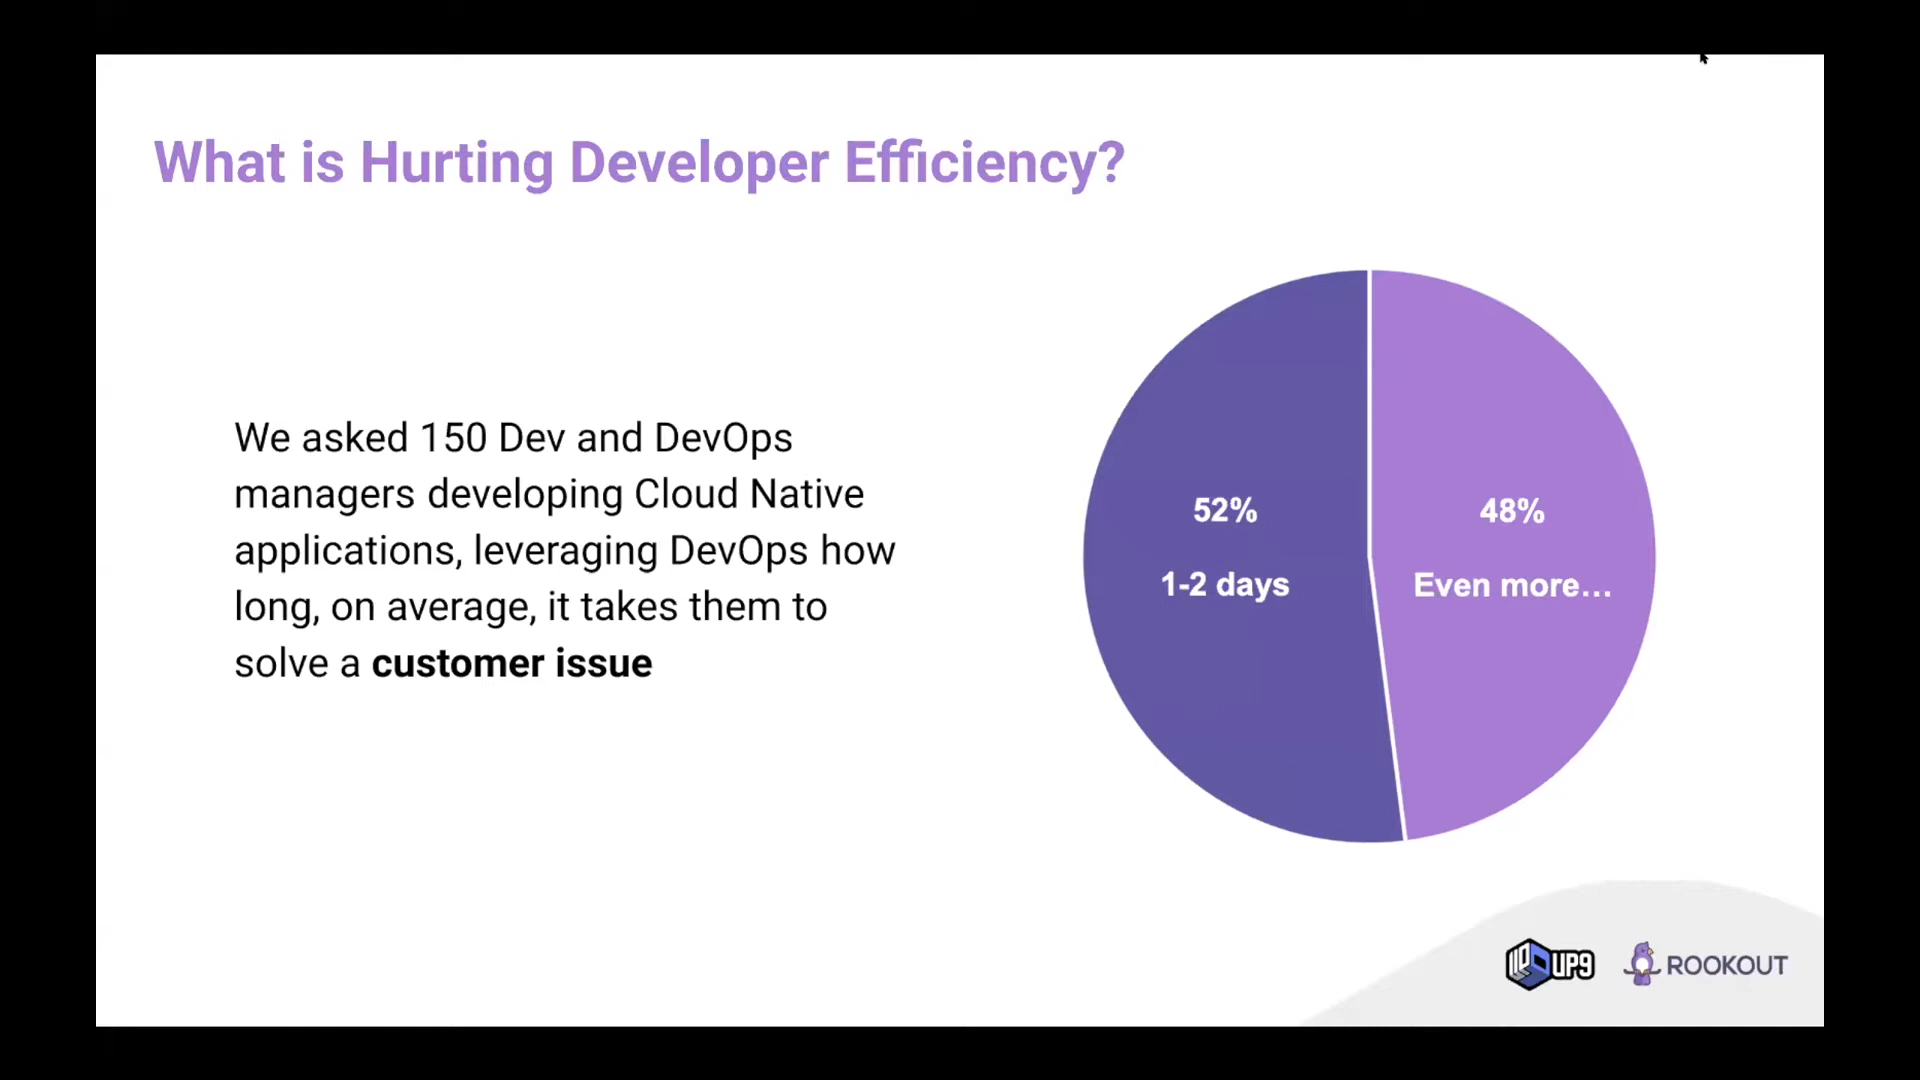 What is Hurting Developer Efficiency?
We asked 150 Dev and DevOps
managers developing Cloud Native
applications, leveraging DevOps how
long, on average, it takes them to
solve a customer issue
52%
1-2 days
48%
Even more...
UP9
ROOKOUT